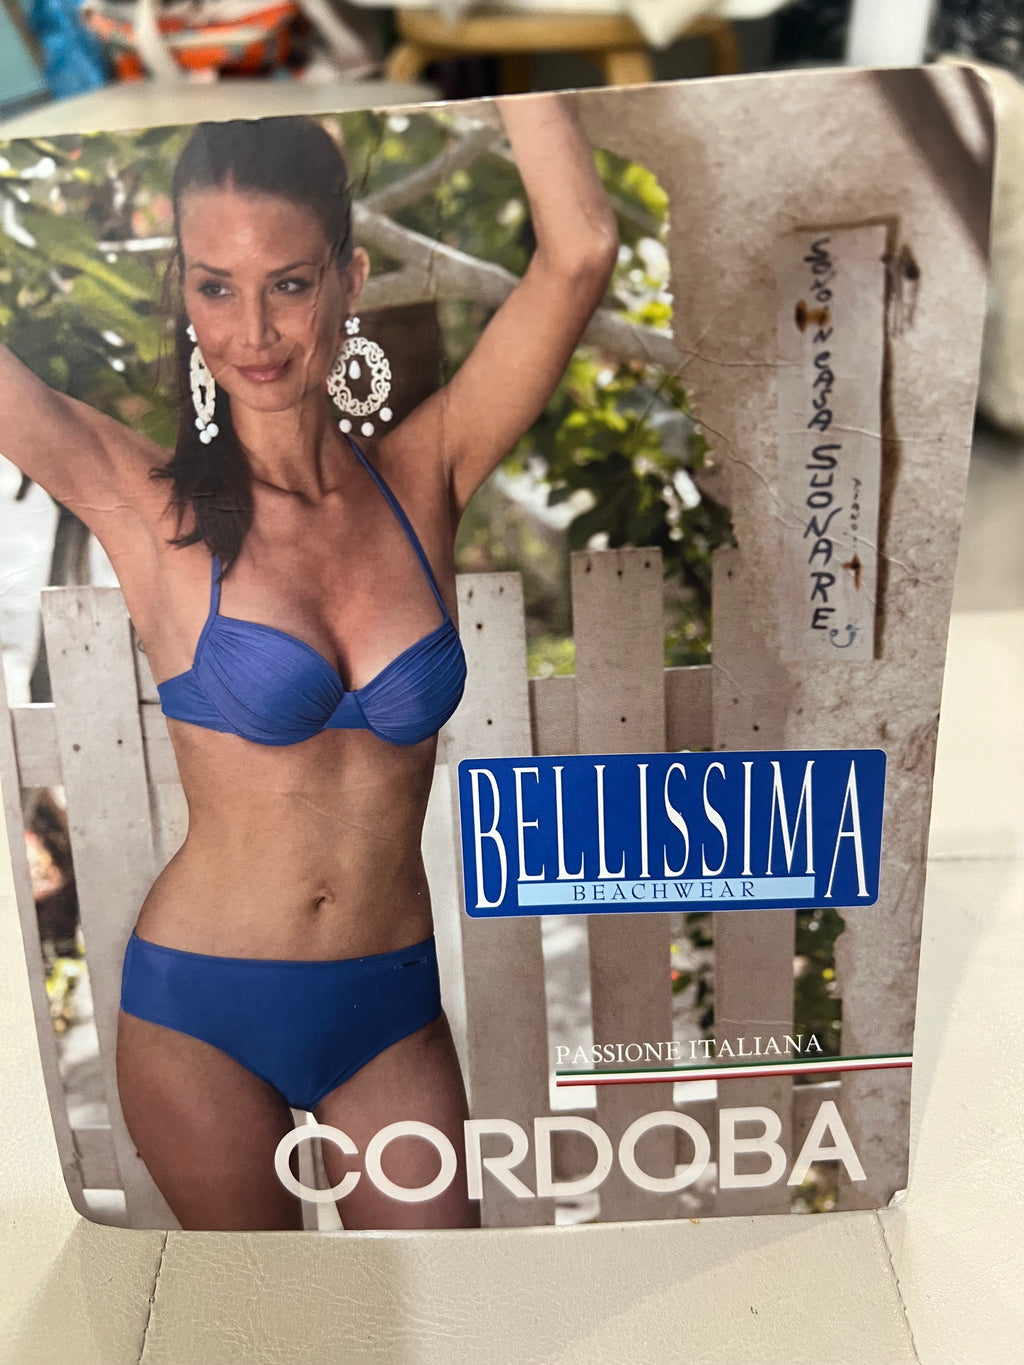 SONO IN CASA SUONARE
BELLISSIMA
BEACHWEAR
PASSIONE ITALIANA
CORDOBA